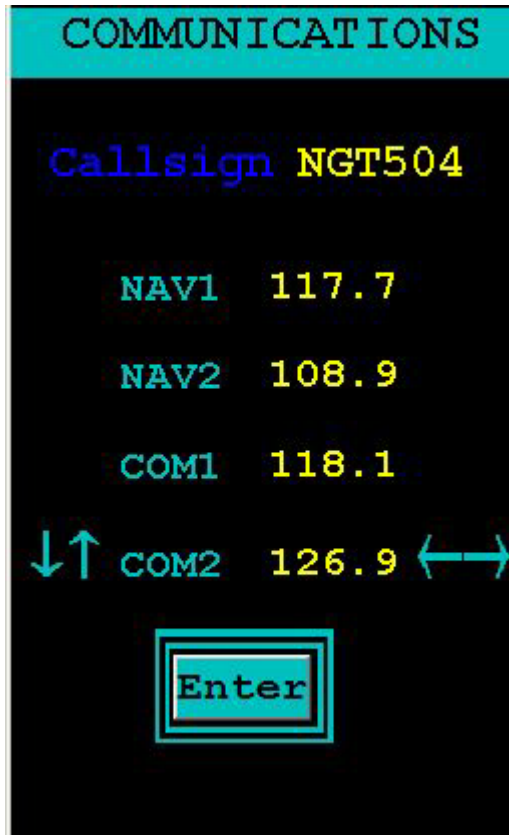 COMMUNICATIONS
Callsign NGT504
NAV1 117.7
NAV2 108.9
COM1 118.1
↓↑ COM2 126.9 ←→
Enter